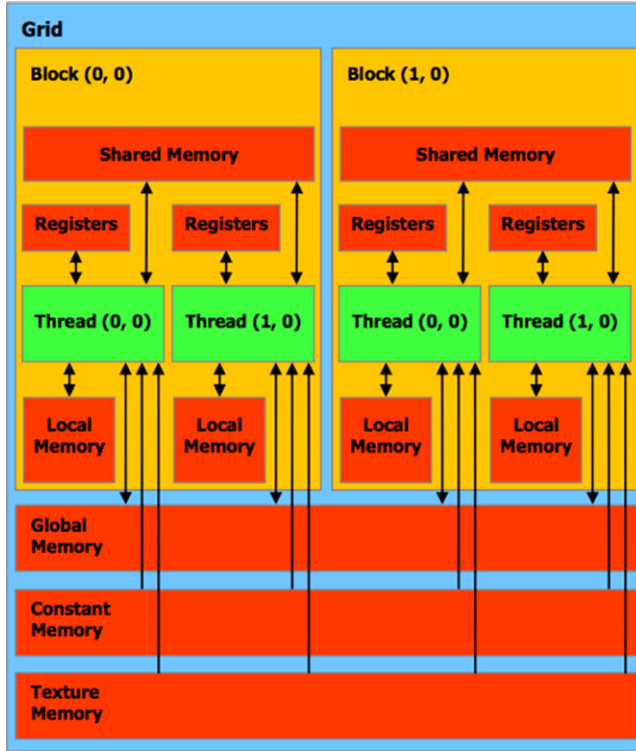 Grid
Block (0, 0)
Block (1, 0)
Shared Memory
Shared Memory
Registers
Registers
Registers
Registers
Thread (0, 0)
Thread (1, 0)
Thread (0, 0)
Thread (1, 0)
Local
Memory
Local
Memory
Local
Memory
Local
Memory
Global
Memory
Constant
Memory
Texture
Memory